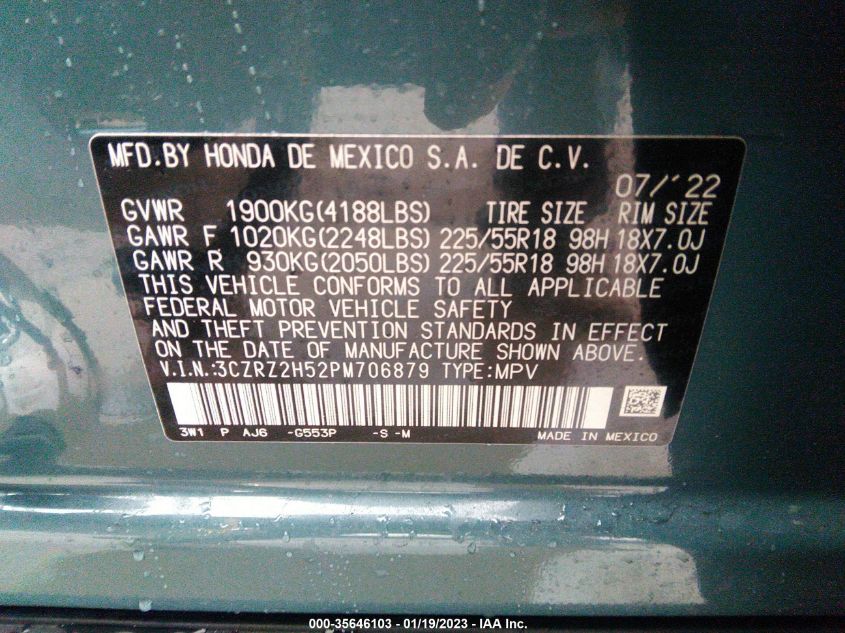 MFD.BY HONDA DE MEXICO S.A. DE C.V.
07/'22
GVWR 1900KG(4188LBS) TIRE SIZE RIM SIZE
GAWR F 1020KG(2248LBS) 225/55R18 98H 18X7.0J
GAWR R 930KG(2050LBS) 225/55R18 98H 18X7.0J
THIS VEHICLE CONFORMS TO ALL APPLICABLE
FEDERAL MOTOR VEHICLE SAFETY
AND THEFT PREVENTION STANDARDS IN EFFECT
ON THE DATE OF MANUFACTURE SHOWN ABOVE.
V.I.N.:3CZRZ2H52PM706879 TYPE:MPV
3W1 P AJ6 -G553P -S -M MADE IN MEXICO
000-35646103 - 01/19/2023 - IAA Inc.